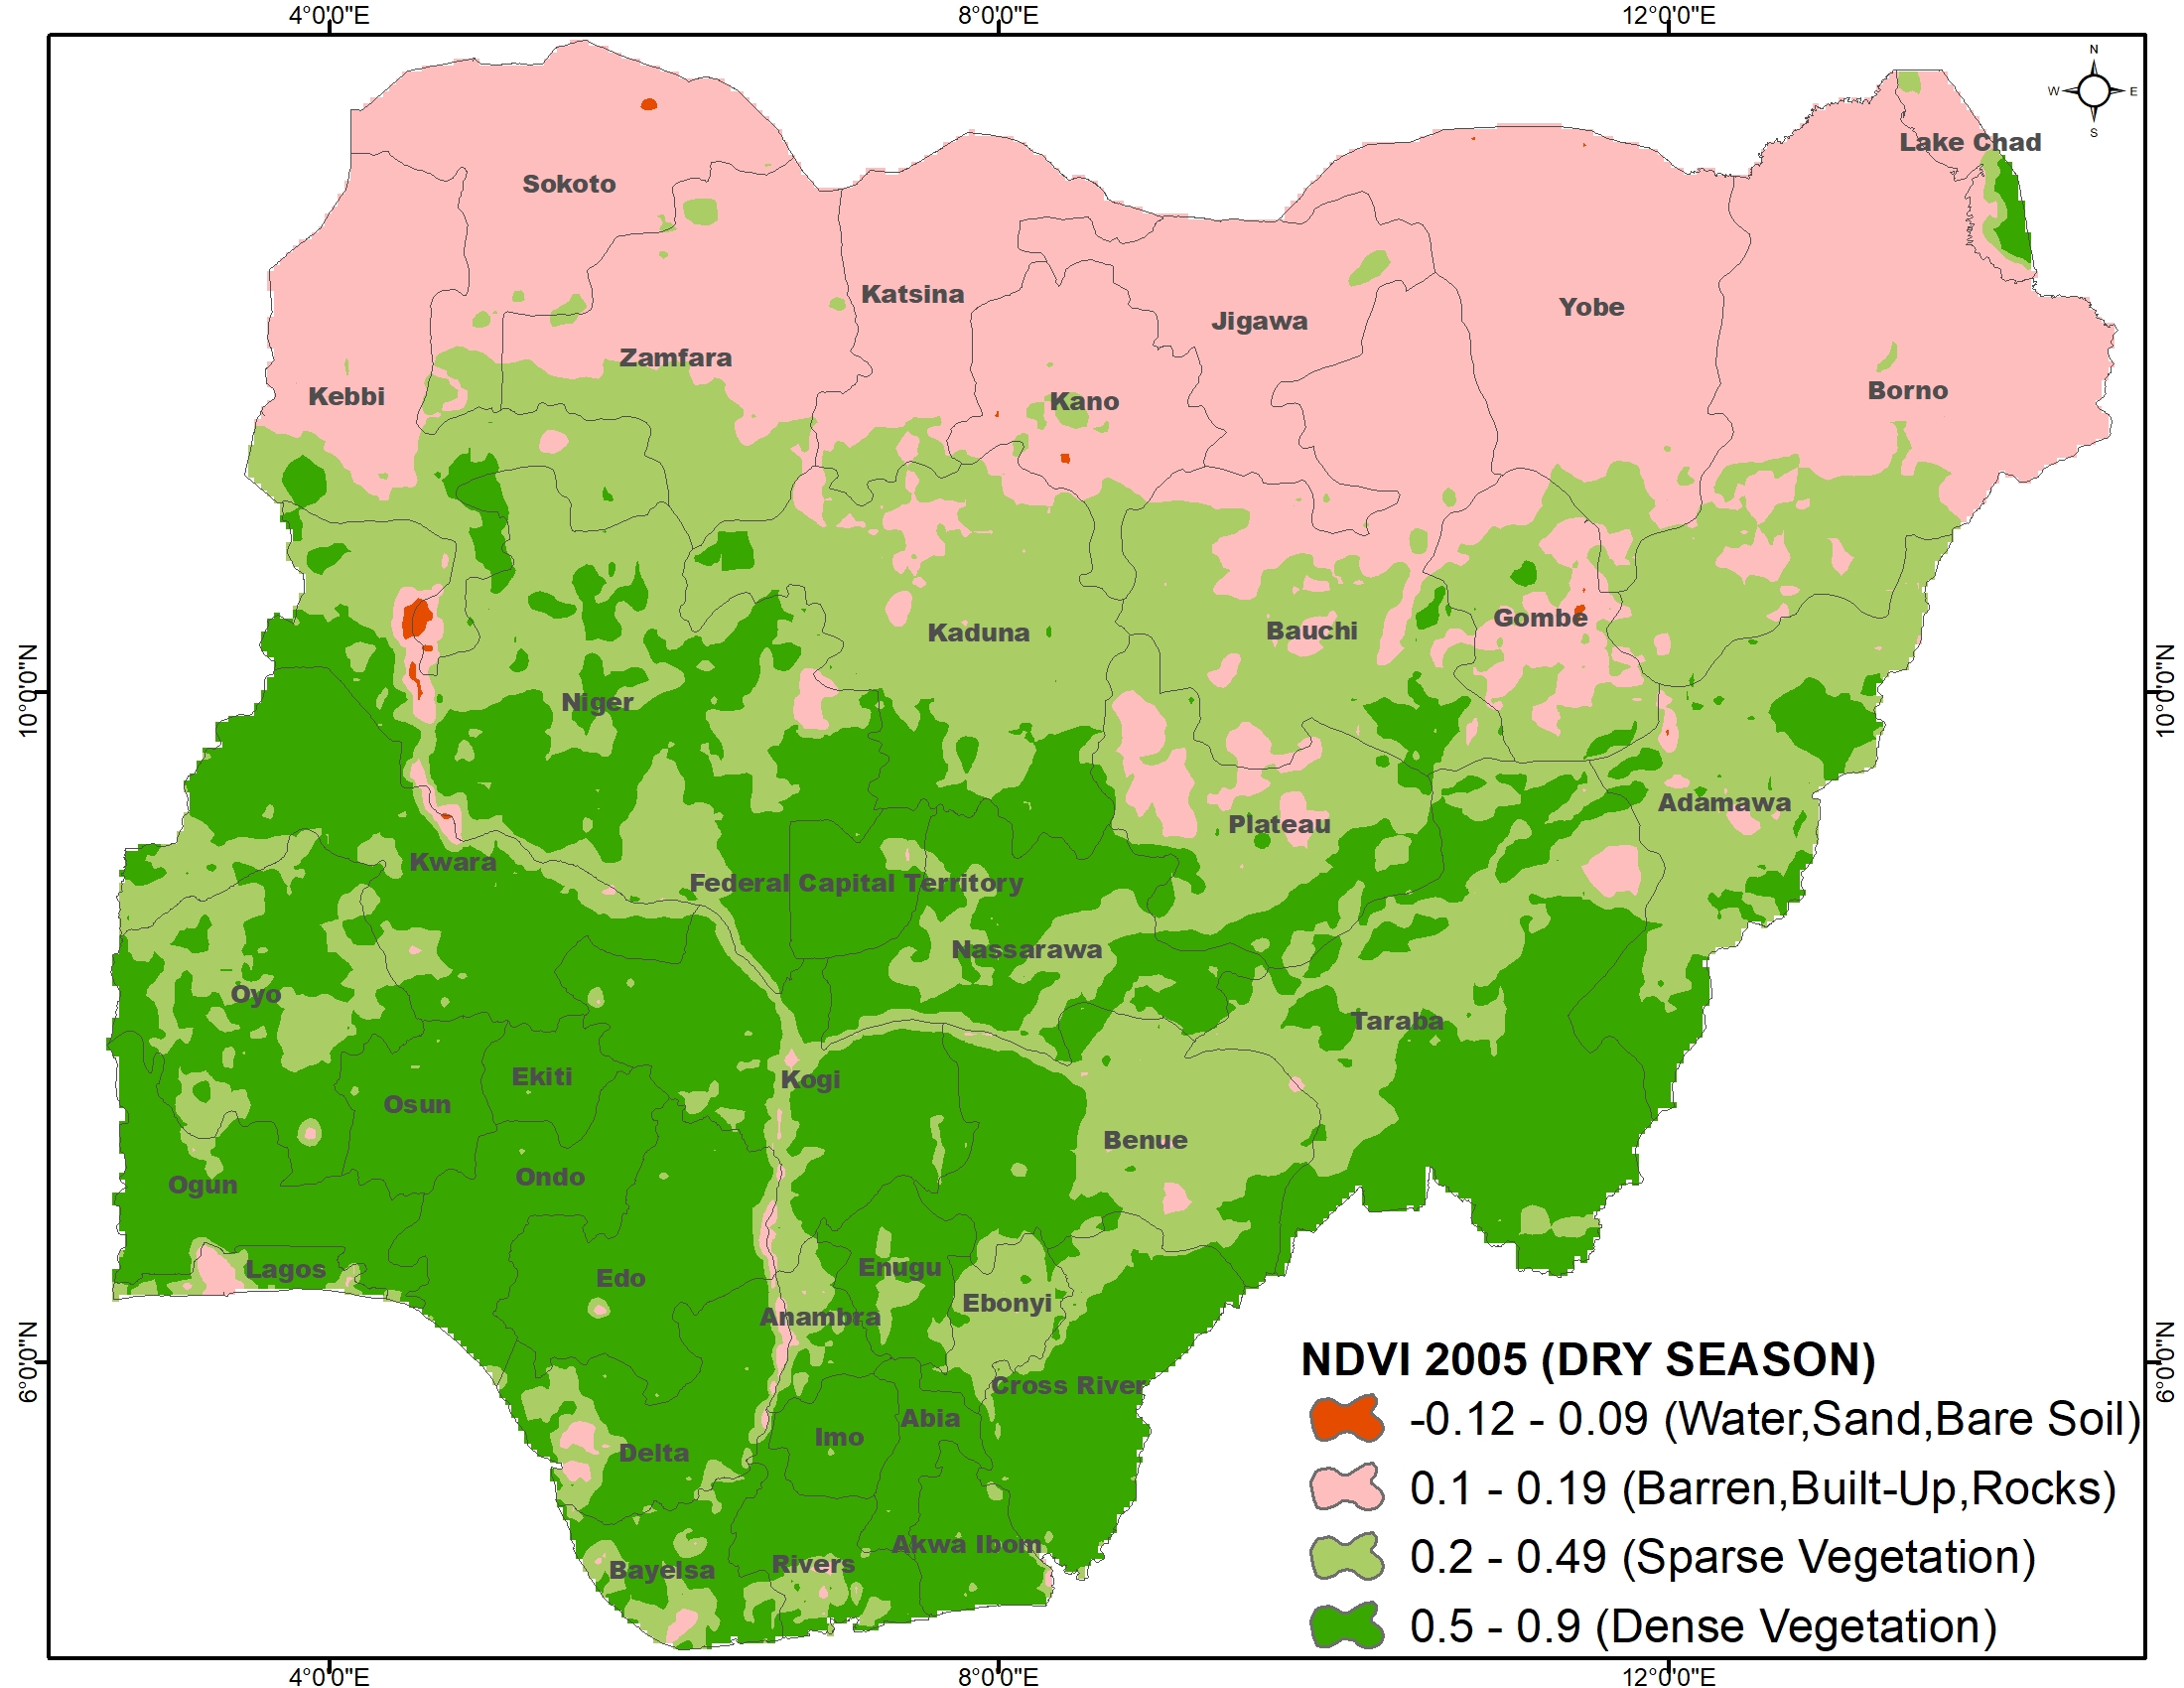 4°0'0"E
8°0'0"E
12°0'0"E
N
W
E
S
Lake Chad
Sokoto
Katsina
Yobe
Jigawa
Zamfara
Borno
Kebbi
Kano
10°0'0"N
10°0'0"N
Gombe
Bauchi
Kaduna
Niger
Adamawa
Plateau
Kwara
Federal Capital Territory
Nassarawa
Oyo
Taraba
Ekiti
Kogi
Osun
Benue
Ondo
Ogun
Enugu
Lagos
Edo
Ebonyi
Anambra
6°0'0"N
6°0'0"N
Cross River
Abia
Imo
Delta
Akwa Ibom
Rivers
Bayelsa
NDVI 2005 (DRY SEASON)
-0.12 - 0.09 (Water,Sand,Bare Soil)
0.1 - 0.19 (Barren,Built-Up,Rocks)
0.2 - 0.49 (Sparse Vegetation)
0.5 - 0.9 (Dense Vegetation)
4°0'0"E
8°0'0"E
12°0'0"E